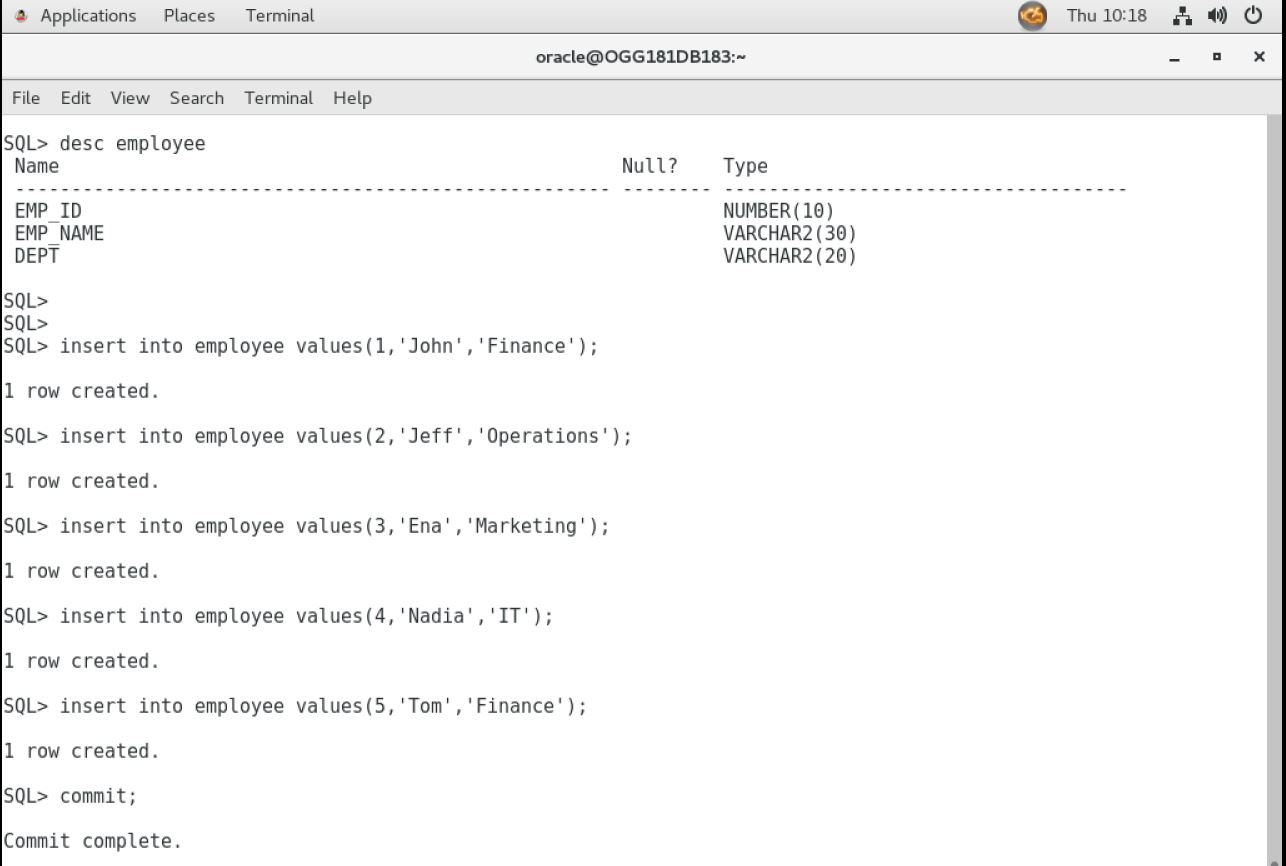 Applications Places Terminal Thu 10:18
oracle@OGG181DB183:~
File Edit View Search Terminal Help
SQL> desc employee
 Name                                                  Null?    Type
 ----------------------------------------------------- -------- ------------------------------------
 EMP_ID                                                         NUMBER(10)
 EMP_NAME                                                       VARCHAR2(30)
 DEPT                                                           VARCHAR2(20)
SQL>
SQL>
SQL> insert into employee values(1,'John','Finance');
1 row created.
SQL> insert into employee values(2,'Jeff','Operations');
1 row created.
SQL> insert into employee values(3,'Ena','Marketing');
1 row created.
SQL> insert into employee values(4,'Nadia','IT');
1 row created.
SQL> insert into employee values(5,'Tom','Finance');
1 row created.
SQL> commit;
Commit complete.